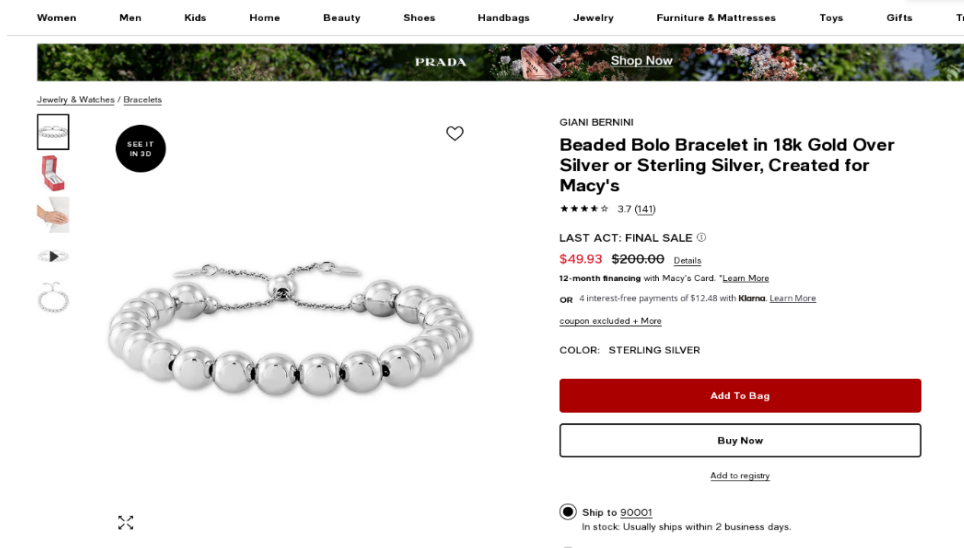 Women Men Kids Home Beauty Shoes Handbags Jewelry Furniture & Mattresses Toys Gifts
PRADA Shop Now
Jewelry & Watches / Bracelets
SEE IT
IN 3D
GIANI BERNINI
Beaded Bolo Bracelet in 18k Gold Over
Silver or Sterling Silver, Created for
Macy's
3.7 (141)
LAST ACT: FINAL SALE
$49.93 $200.00 Details
12-month financing with Macy's Card. *Learn More
OR 4 interest-free payments of $12.48 with Klarna. Learn More
coupon excluded + More
COLOR: STERLING SILVER
Add To Bag
Buy Now
Add to registry
Ship to 90001
In stock: Usually ships within 2 business days.